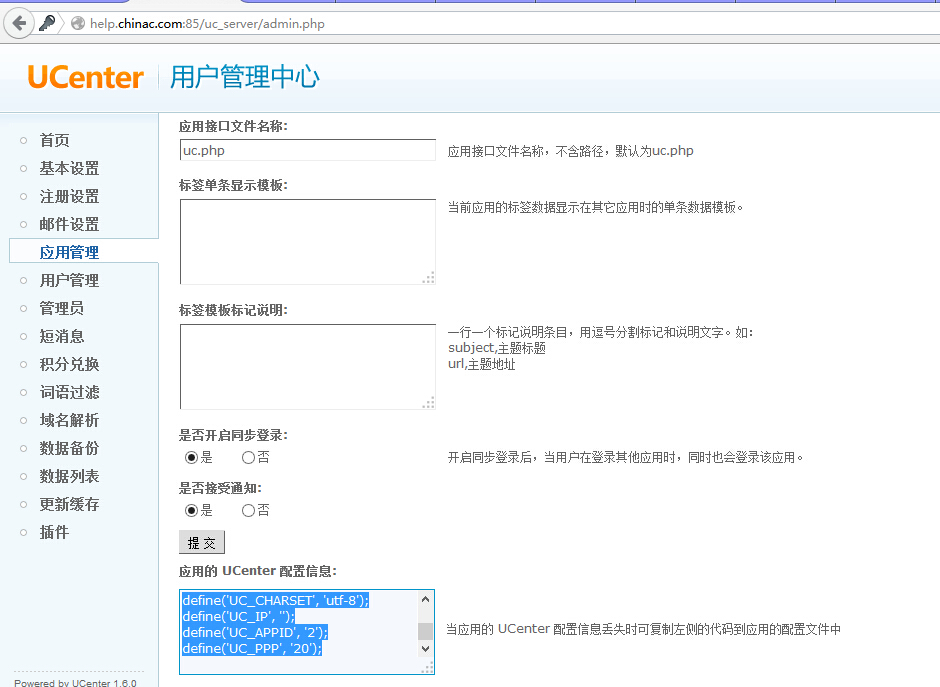 help.chinac.com:85/uc_server/admin.php
UCenter 用户管理中心
首页
基本设置
注册设置
邮件设置
应用管理
用户管理
管理员
短消息
积分兑换
词语过滤
域名解析
数据备份
数据列表
更新缓存
插件
应用接口文件名称:
uc.php
应用接口文件名称，不含路径，默认为uc.php
标签单条显示模板:
当前应用的标签数据显示在其它应用时的单条数据模板。
标签模板标记说明:
一行一个标记说明条目，用逗号分割标记和说明文字。如:
subject,主题标题
url,主题地址
是否开启同步登录:
是 否
开启同步登录后，当用户在登录其他应用时，同时也会登录该应用。
是否接受通知:
是 否
提 交
应用的 UCenter 配置信息:
define('UC_CHARSET', 'utf-8');
define('UC_IP', '');
define('UC_APPID', '2');
define('UC_PPP', '20');
当应用的 UCenter 配置信息丢失时可复制左侧的代码到应用的配置文件中
Powered by UCenter 1.6.0